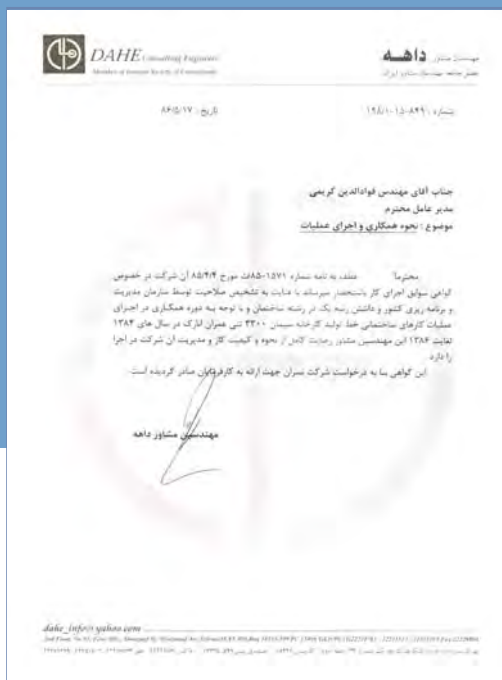 DAHE Consulting Engineers
Member of Iranian Society of Consultants
مهندسین مشاور داهـه
عضو جامعه مهندسان مشاور ایران
تاریخ : ۸۶/۵/۱۷
شماره :
جناب آقای مهندس فوادالدین کریمی
مدیر عامل محترم
موضوع : نحوه همکاری و اجرای عملیات
محترماً عطف به نامه شماره ۸۵-۱۵۷۱ مورخ ۸۵/۴/۴ آن شرکت در خصوص
گواهی سوابق اجرای کار باستحضار میرساند با عنایت به تشخیص صلاحیت توسط سازمان مدیریت
و برنامه ریزی کشور و داشتن رتبه یک در رشته ساختمان و با توجه به دوره همکاری در اجرای
عملیات کارهای ساختمانی خط تولید کارخانه سیمان ۳۳۰۰ تنی عمران انارک در سال های ۱۳۸۴
لغایت ۱۳۸۶ این مهندسین مشاور رضایت کامل از نحوه و کیفیت کار و مدیریت آن شرکت در اجرا
را دارد
این گواهی بنا به درخواست شرکت عمران جهت ارائه به کارفرمایان صادر گردیده است.
مهندسین مشاور داهه
dahe_info@yahoo.com